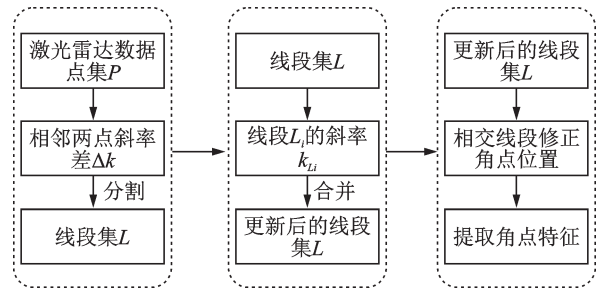 激光雷达数据
点集P
相邻两点斜率
差Δk
分割
线段集L
线段集L
线段Li的斜率
kLi
合并
更新后的线段
集L
更新后的线段
集L
相交线段修正
角点位置
提取角点特征